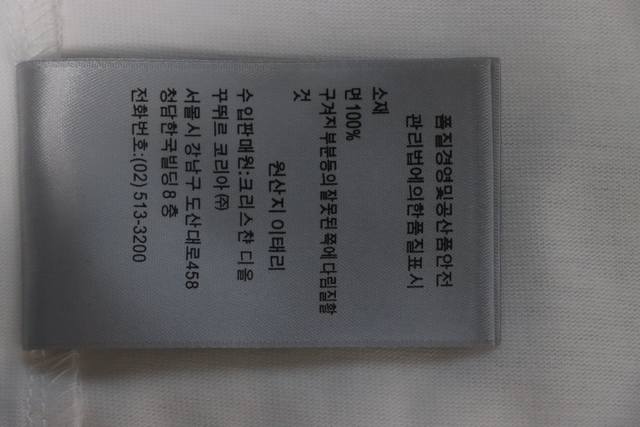 품질경영및공산품안전
관리법에의한품질표시
소재
면 100%
구겨지 부분등의 잘못된 쪽에 다림질할
것
원산지 이태리
수입판매원:크리스챤 디올
꾸뛰르 코리아 ㈜
서울시 강남구 도산대로458
청담한국빌딩 8 층
전화번호:(02) 513-3200